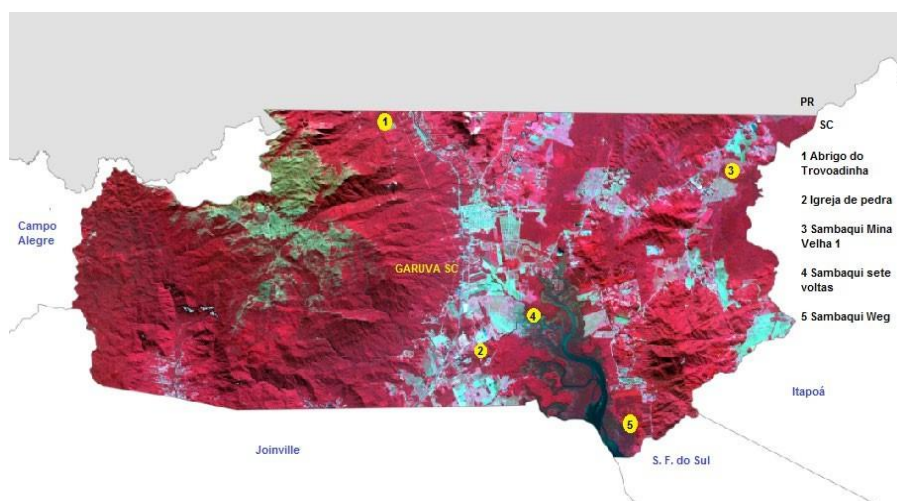 PR
SC
1
3
1 Abrigo do
Trovoadinha
2 Igreja de pedra
Campo
Alegre
3 Sambaqui Mina
Velha 1
GARUVA SC
4 Sambaqui sete
voltas
4
5 Sambaqui Weg
2
Itapoá
5
Joinville
S. F. do Sul